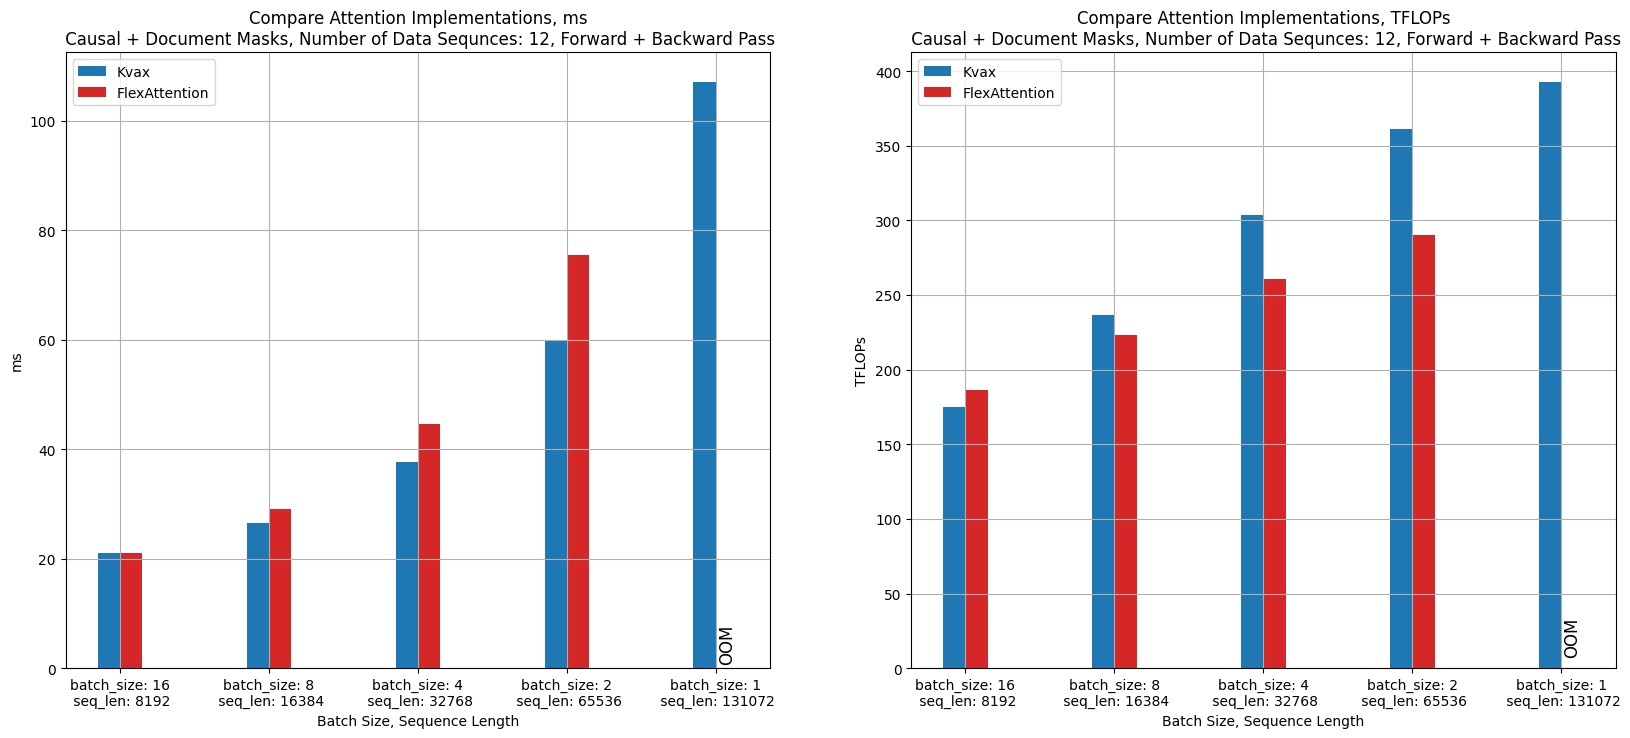 Compare Attention Implementations, ms
Causal + Document Masks, Number of Data Sequnces: 12, Forward + Backward Pass
Kvax
FlexAttention
100
80
60
40
20
0
ms
OOM
batch_size: 16
seq_len: 8192
batch_size: 8
seq_len: 16384
batch_size: 4
seq_len: 32768
batch_size: 2
seq_len: 65536
batch_size: 1
seq_len: 131072
Batch Size, Sequence Length
Compare Attention Implementations, TFLOPs
Causal + Document Masks, Number of Data Sequnces: 12, Forward + Backward Pass
Kvax
FlexAttention
400
350
300
250
200
150
100
50
0
TFLOPs
OOM
batch_size: 16
seq_len: 8192
batch_size: 8
seq_len: 16384
batch_size: 4
seq_len: 32768
batch_size: 2
seq_len: 65536
batch_size: 1
seq_len: 131072
Batch Size, Sequence Length